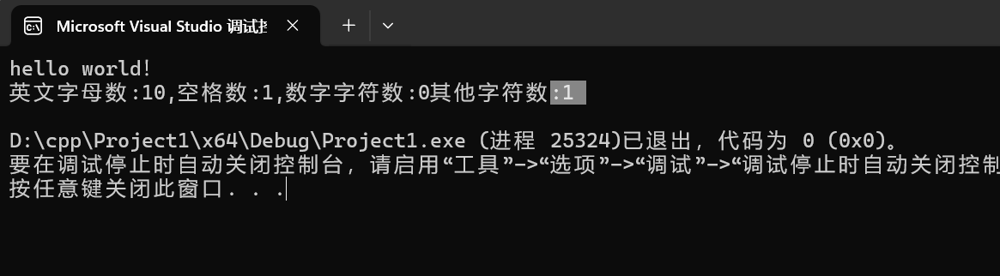 Microsoft Visual Studio 调试控
hello world!
英文字母数:10,空格数:1,数字字符数:0其他字符数:1
D:\cpp\Project1\x64\Debug\Project1.exe (进程 25324)已退出，代码为 0 (0x0)。
要在调试停止时自动关闭控制台，请启用“工具”->“选项”->“调试”->“调试停止时自动关闭控制
按任意键关闭此窗口. . .